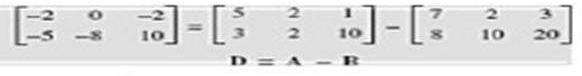 [-2 0 -2] = [5 2 1] - [7 2 3]
[-5 -8 10] = [3 2 10] - [8 10 20]
D = A - B